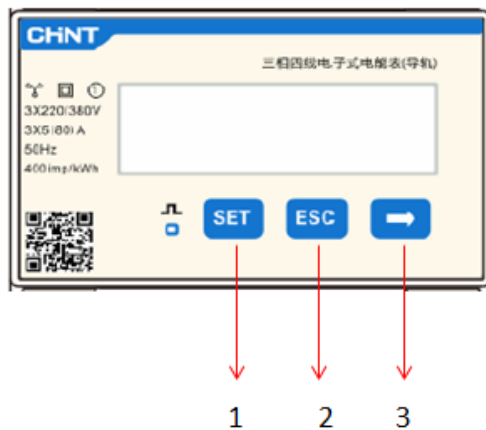 CHNT
三相四线电子式电能表(导轨)
3X220/380V
3X5(80)A
50Hz
400imp/kWh
SET
ESC
1
2
3